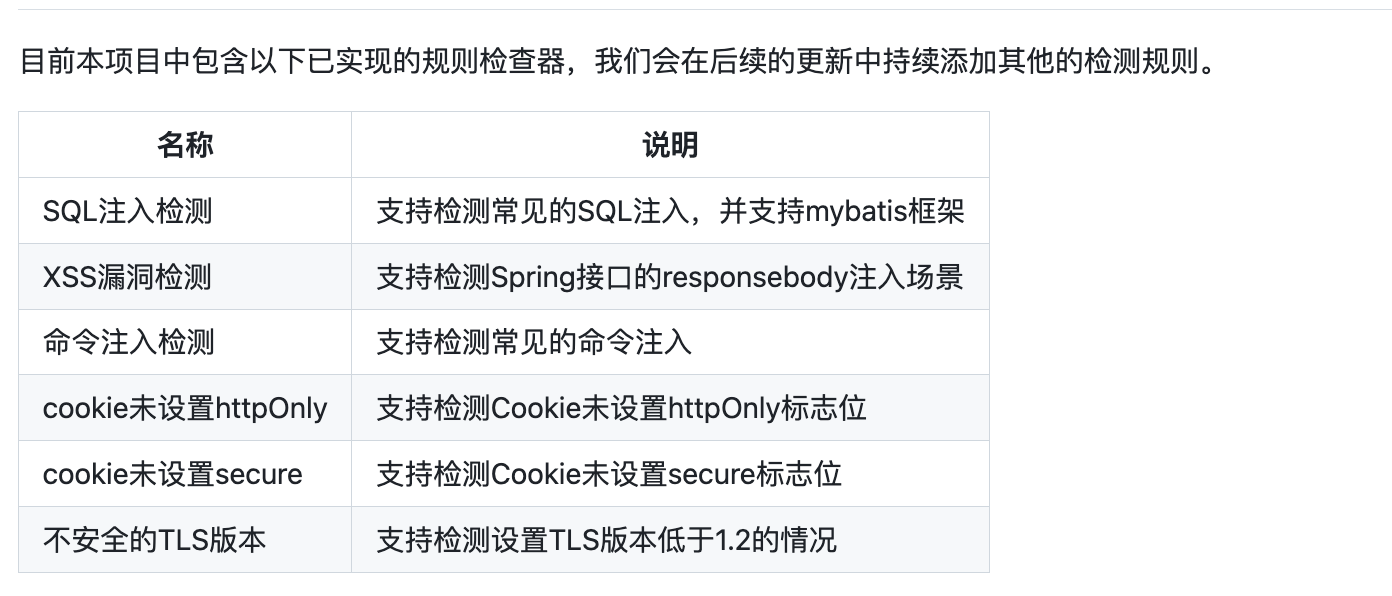 目前本项目中包含以下已实现的规则检查器，我们会在后续的更新中持续添加其他的检测规则。
名称 说明
SQL注入检测 支持检测常见的SQL注入，并支持mybatis框架
XSS漏洞检测 支持检测Spring接口的responsebody注入场景
命令注入检测 支持检测常见的命令注入
cookie未设置httpOnly 支持检测Cookie未设置httpOnly标志位
cookie未设置secure 支持检测Cookie未设置secure标志位
不安全的TLS版本 支持检测设置TLS版本低于1.2的情况